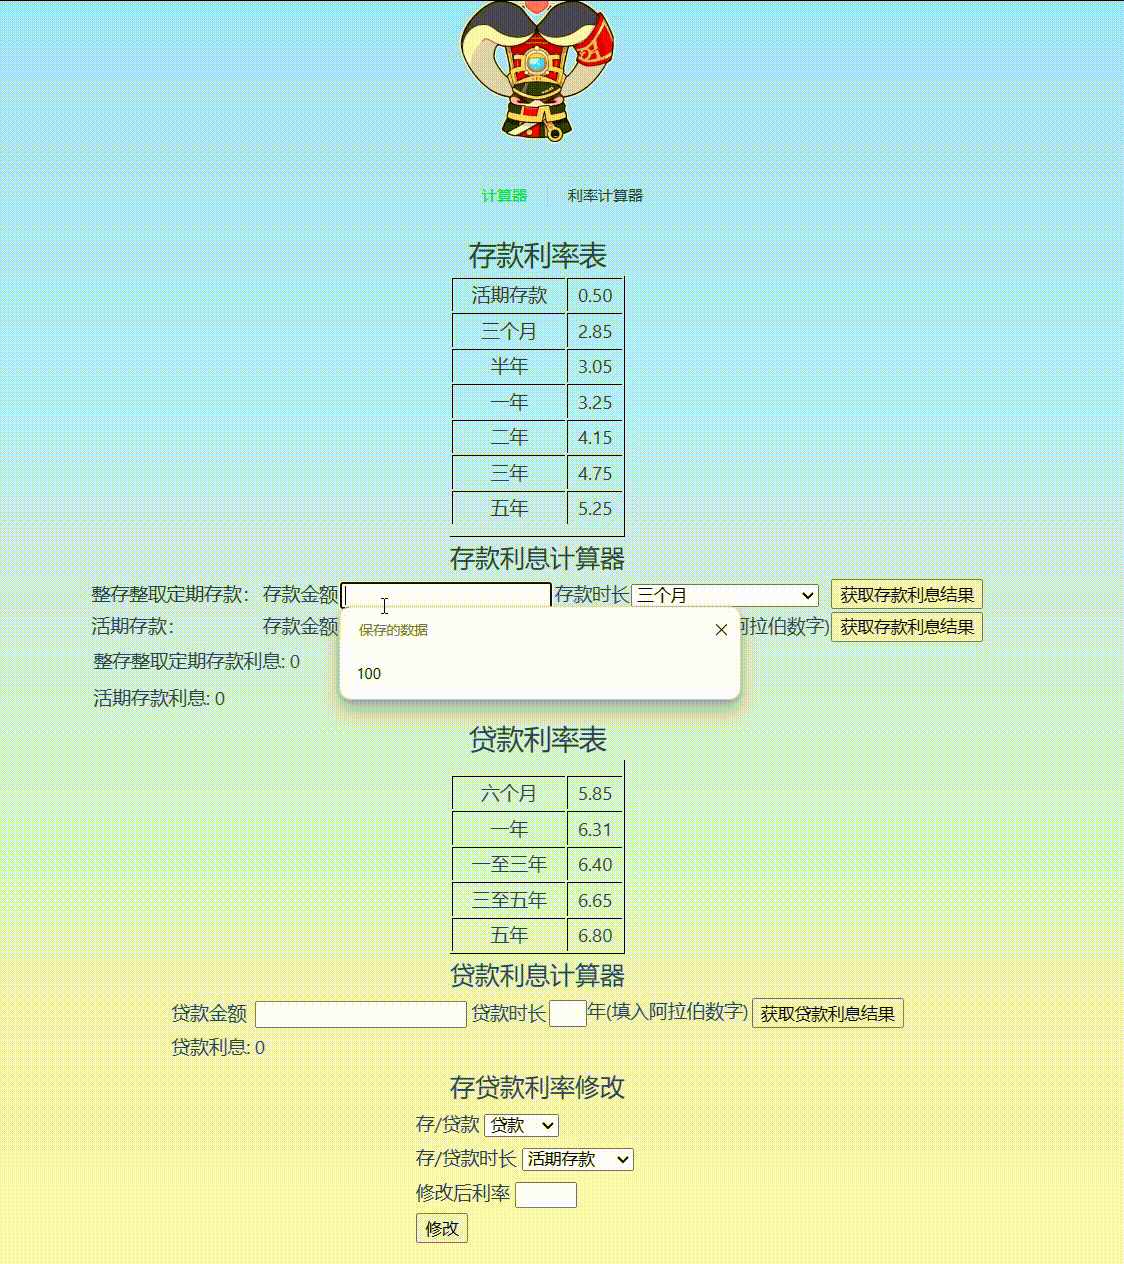 计算器 利率计算器
存款利率表
活期存款 0.50
三个月 2.85
半年 3.05
一年 3.25
二年 4.15
三年 4.75
五年 5.25
存款利息计算器
整存整取定期存款： 存款金额 存款时长 三个月 获取存款利息结果
活期存款： 存款金额 阿拉伯数字) 获取存款利息结果
保存的数据
100
整存整取定期存款利息: 0
活期存款利息: 0
贷款利率表
六个月 5.85
一年 6.31
一至三年 6.40
三至五年 6.65
五年 6.80
贷款利息计算器
贷款金额 贷款时长 年(填入阿拉伯数字) 获取贷款利息结果
贷款利息: 0
存贷款利率修改
存/贷款 贷款
存/贷款时长 活期存款
修改后利率
修改